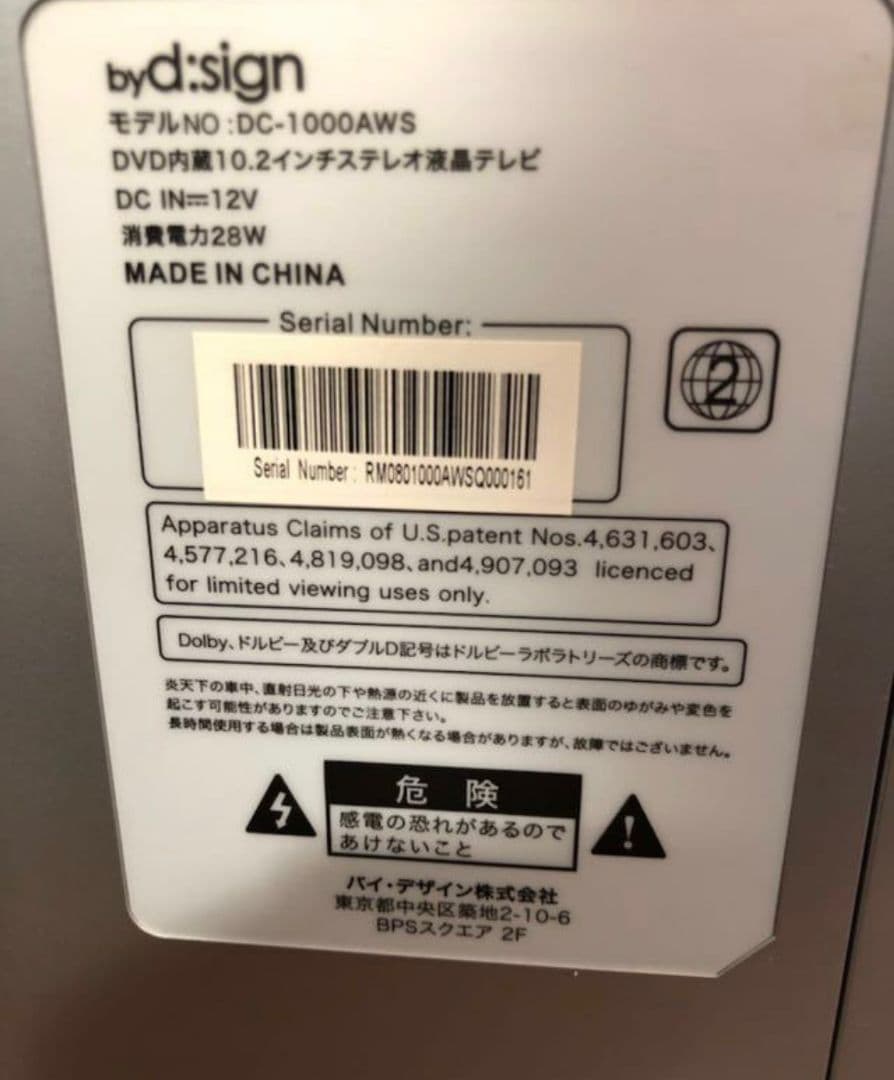 byd:sign
モデルNO :DC-1000AWS
DVD内蔵10.2インチステレオ液晶テレビ
DC IN⎓12V
消費電力28W
MADE IN CHINA
Serial Number:
Serial Number: RM0801000AWSQ000161
2
Apparatus Claims of U.S.patent Nos.4,631,603、
4,577,216、4,819,098、and4,907,093 licenced
for limited viewing uses only.
Dolby、ドルビー及びダブルD記号はドルビーラボラトリーズの商標です。
炎天下の車中、直射日光の下や熱源の近くに製品を放置すると表面のゆがみや変色を
起こす可能性がありますのでご注意下さい。
長時間使用する場合は製品表面が熱くなる場合がありますが、故障ではございません。
危 険
感電の恐れがあるので
あけないこと
バイ・デザイン株式会社
東京都中央区築地2-10-6
BPSスクエア 2F